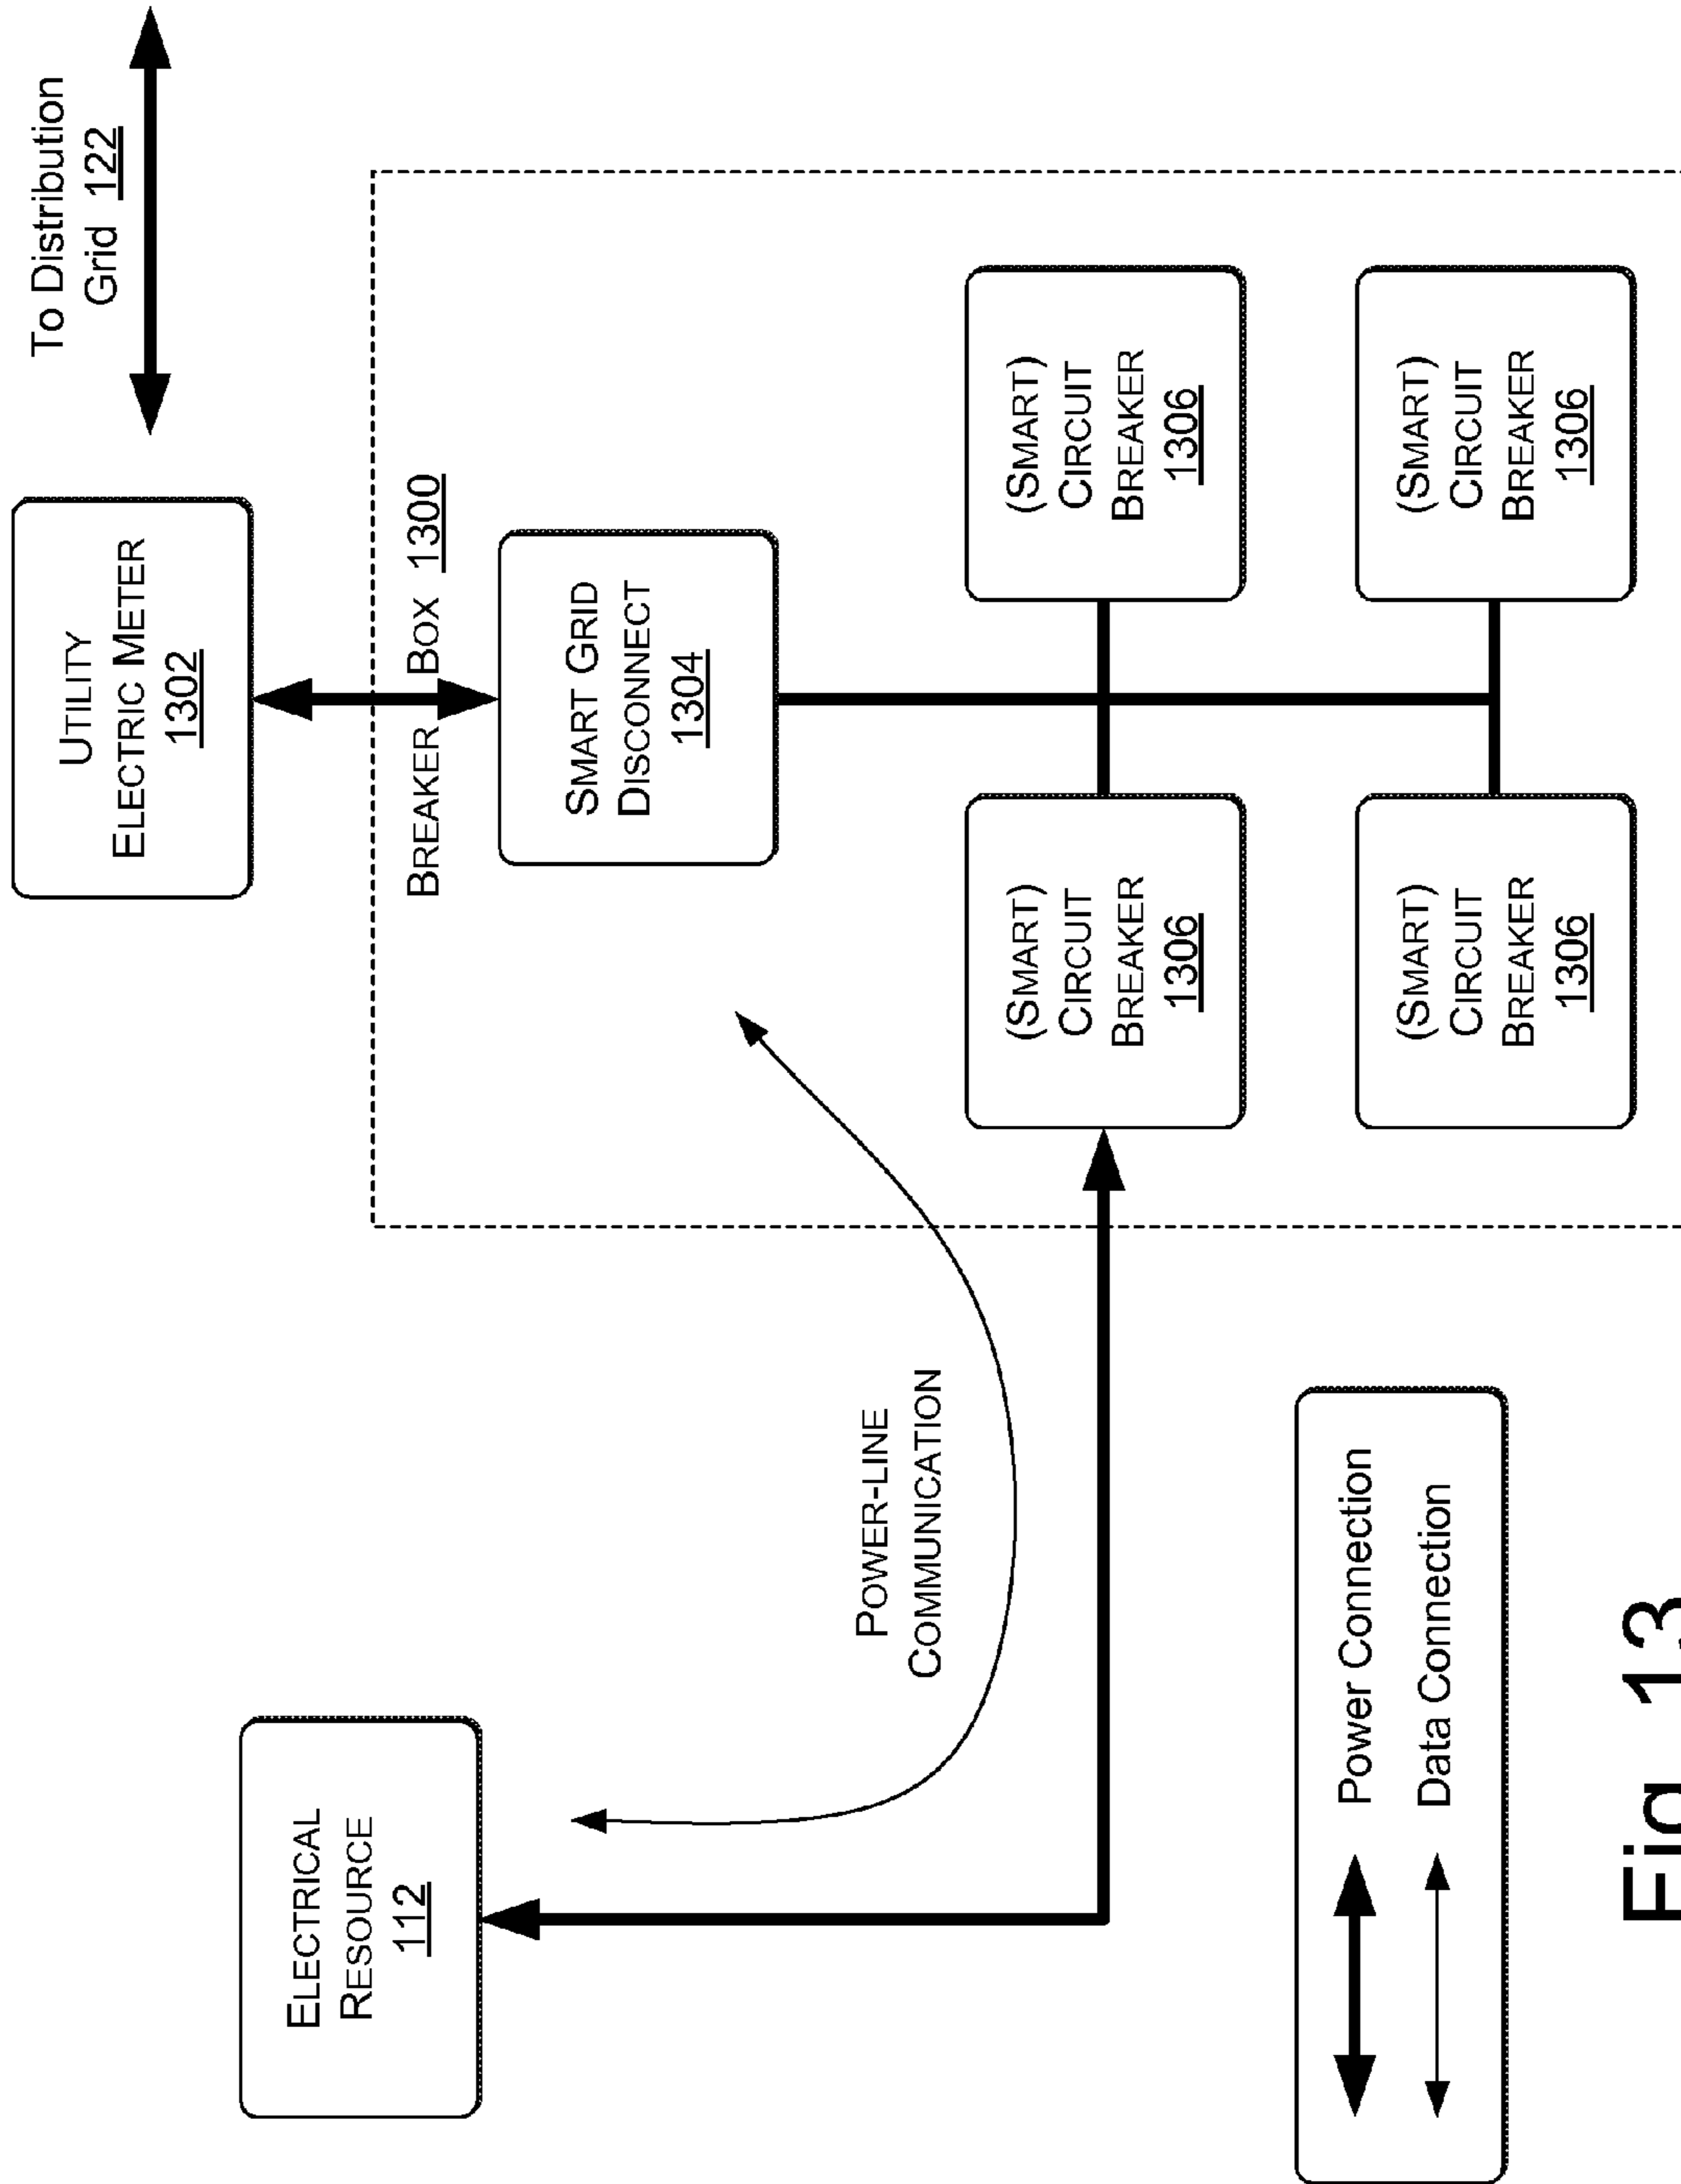 To Distribution
Grid 122
UTILITY
ELECTRIC METER
1302
BREAKER BOX 1300
SMART GRID
DISCONNECT
1304
ELECTRICAL
RESOURCE
112
POWER-LINE
COMMUNICATION
(SMART)
CIRCUIT
BREAKER
1306
(SMART)
CIRCUIT
BREAKER
1306
(SMART)
CIRCUIT
BREAKER
1306
(SMART)
CIRCUIT
BREAKER
1306
Power Connection
Data Connection
Fig. 13